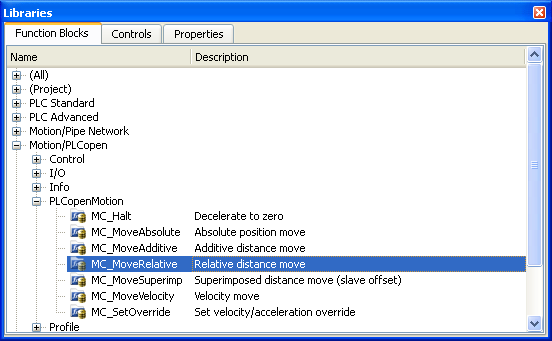 Libraries
Function Blocks Controls Properties
Name Description
(All)
(Project)
PLC Standard
PLC Advanced
Motion/Pipe Network
Motion/PLCopen
Control
I/O
Info
PLCopenMotion
MC_Halt Decelerate to zero
MC_MoveAbsolute Absolute position move
MC_MoveAdditive Additive distance move
MC_MoveRelative Relative distance move
MC_MoveSuperimp Superimposed distance move (slave offset)
MC_MoveVelocity Velocity move
MC_SetOverride Set velocity/acceleration override
Profile